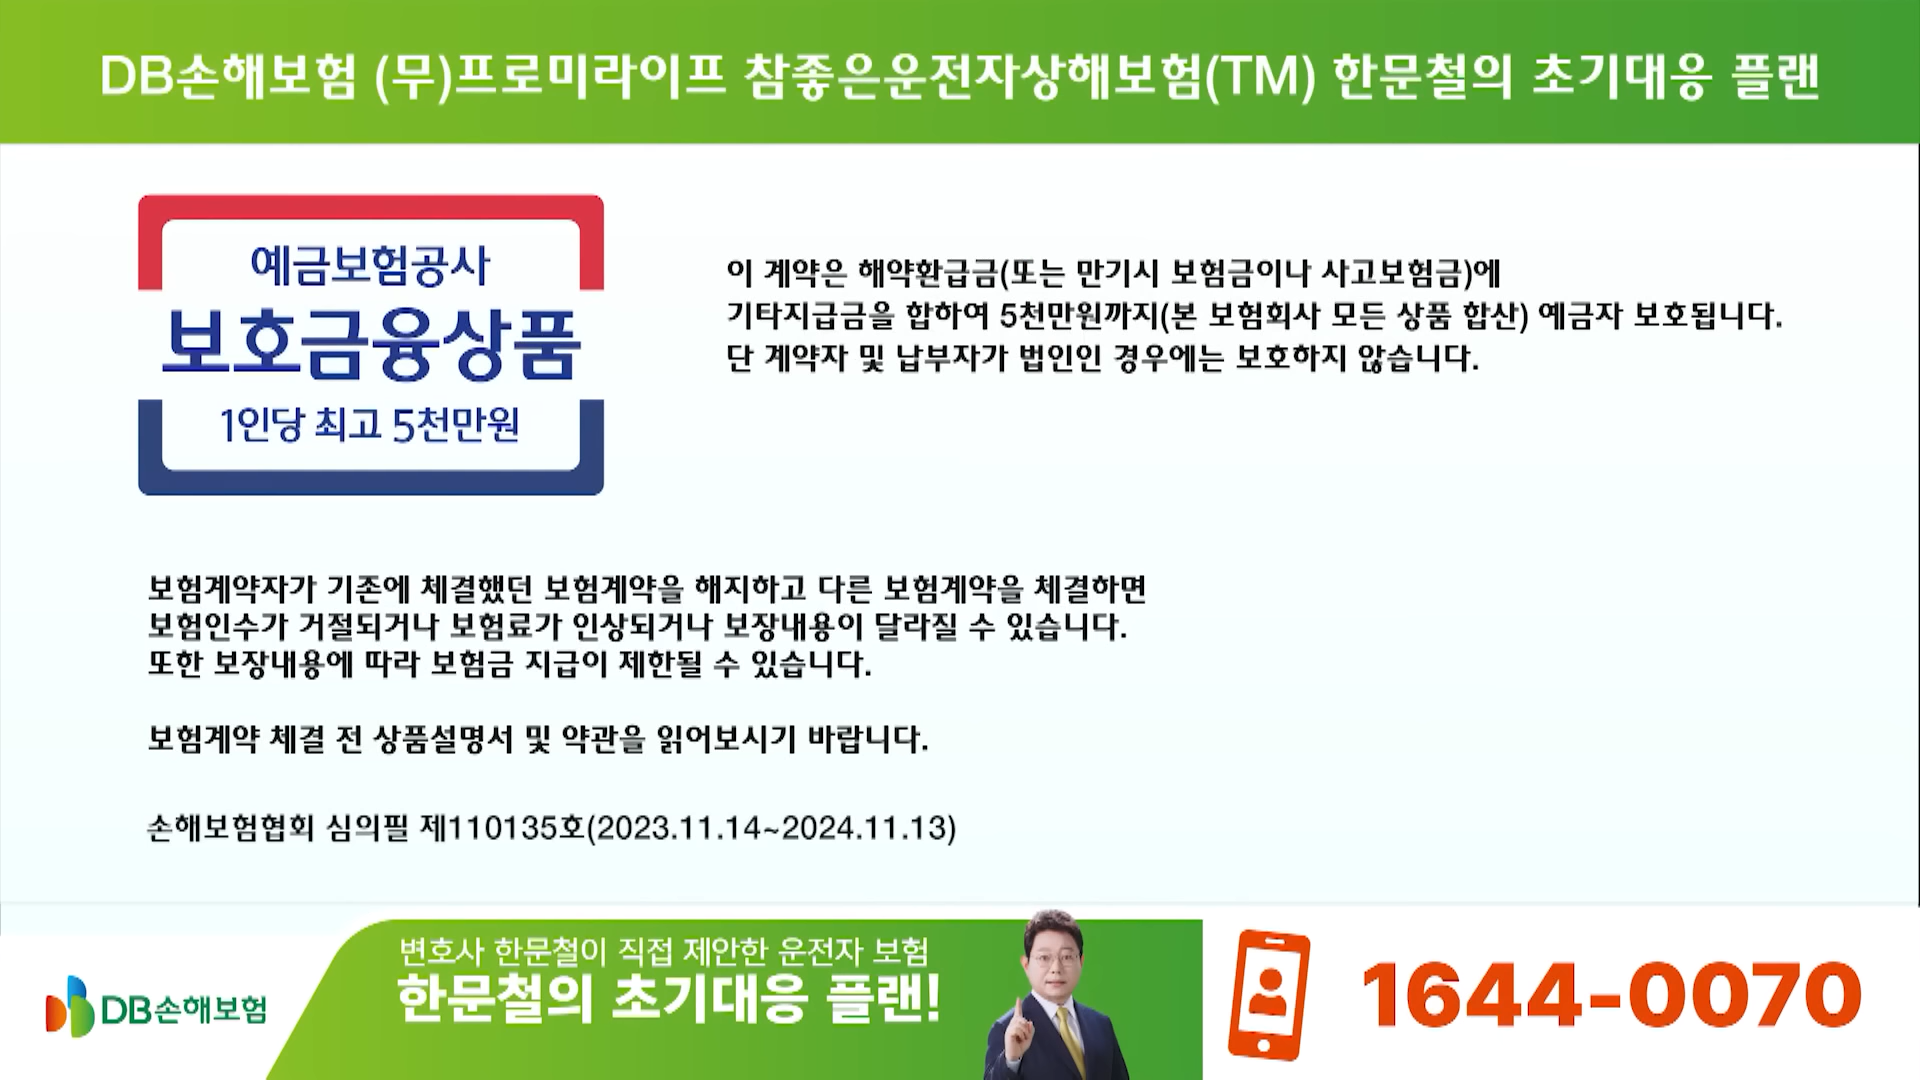 DB손해보험 (무)프로미라이프 참좋은운전자상해보험(TM) 한문철의 초기대응 플랜
예금보험공사
보호금융상품
1인당 최고 5천만원
이 계약은 해약환급금(또는 만기시 보험금이나 사고보험금)에
기타지급금을 합하여 5천만원까지(본 보험회사 모든 상품 합산) 예금자 보호됩니다.
단 계약자 및 납부자가 법인인 경우에는 보호하지 않습니다.
보험계약자가 기존에 체결했던 보험계약을 해지하고 다른 보험계약을 체결하면
보험인수가 거절되거나 보험료가 인상되거나 보장내용이 달라질 수 있습니다.
또한 보장내용에 따라 보험금 지급이 제한될 수 있습니다.
보험계약 체결 전 상품설명서 및 약관을 읽어보시기 바랍니다.
손해보험협회 심의필 제110135호(2023.11.14~2024.11.13)
DB손해보험
변호사 한문철이 직접 제안한 운전자 보험
한문철의 초기대응 플랜!
1644-0070